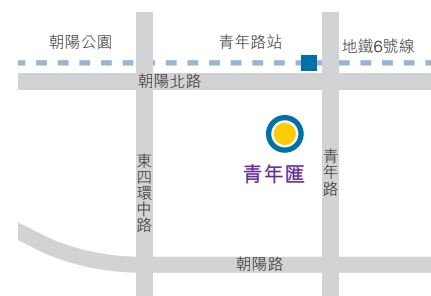 朝陽公園
青年路站
地鐵6號線
朝陽北路
青年匯
東四環中路
青年路
朝陽路